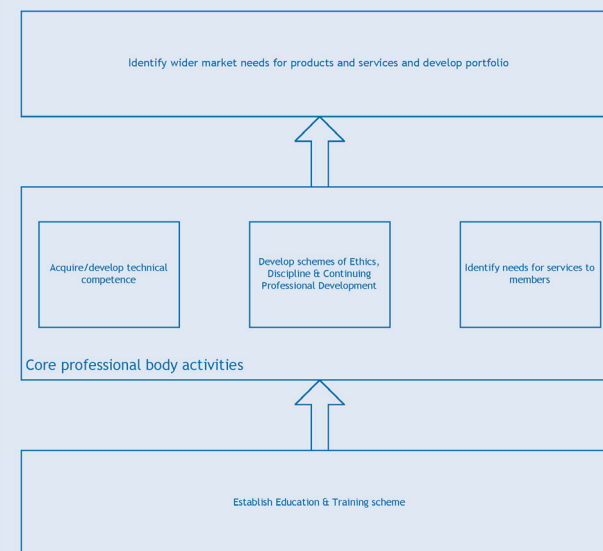 Identify wider market needs for products and services and develop portfolio
Acquire/develop technical
competence
Develop schemes of Ethics,
Discipline & Continuing
Professional Development
Identify needs for services to
members
Core professional body activities
Establish Education & Training scheme